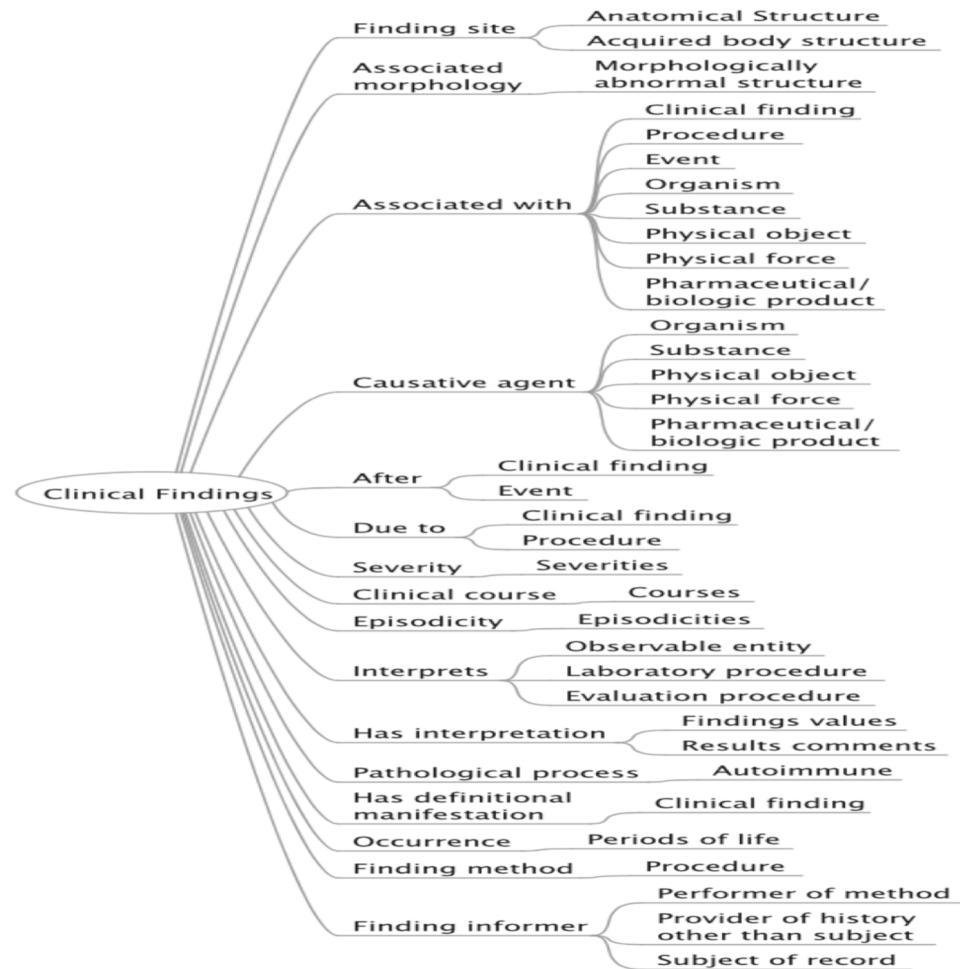 Finding site
Anatomical Structure
Acquired body structure
Associated
morphology
Morphologically
abnormal structure
Associated with
Clinical finding
Procedure
Event
Organism
Substance
Physical object
Physical force
Pharmaceutical/
biologic product
Causative agent
Organism
Substance
Physical object
Physical force
Pharmaceutical/
biologic product
Clinical Findings
After
Clinical finding
Event
Due to
Clinical finding
Procedure
Severity
Severities
Clinical course
Courses
Episodicity
Episodicities
Interprets
Observable entity
Laboratory procedure
Evaluation procedure
Has interpretation
Findings values
Results comments
Pathological process
Autoimmune
Has definitional
manifestation
Clinical finding
Occurrence
Periods of life
Finding method
Procedure
Finding informer
Performer of method
Provider of history
other than subject
Subject of record